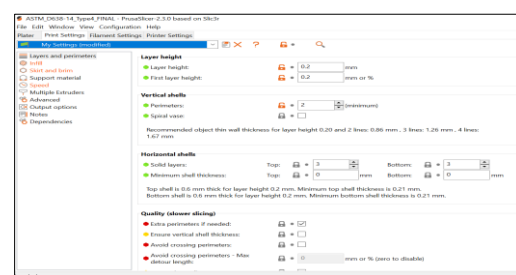 ASTM_D638-14_Type4_FINAL - PrusaSlicer-2.3.0 based on Slic3r
File Edit Window View Configuration Help
Plater Print Settings Filament Settings Printer Settings
My Settings (modified)
Layers and perimeters
Infill
Skirt and brim
Support material
Speed
Multiple Extruders
Advanced
Output options
Notes
Dependencies
Layer height
Layer height: 0.2 mm
First layer height: 0.2 mm or %
Vertical shells
Perimeters: 2 (minimum)
Spiral vase:
Recommended object thin wall thickness for layer height 0.20 and 2 lines: 0.86 mm , 3 lines: 1.26 mm , 4 lines:
1.67 mm
Horizontal shells
Solid layers: Top: 3 Bottom: 3
Minimum shell thickness: Top: 0 mm Bottom: 0 mm
Top shell is 0.6 mm thick for layer height 0.2 mm. Minimum top shell thickness is 0.21 mm.
Bottom shell is 0.6 mm thick for layer height 0.2 mm. Minimum bottom shell thickness is 0.21 mm.
Quality (slower slicing)
Extra perimeters if needed:
Ensure vertical shell thickness:
Avoid crossing perimeters:
Avoid crossing perimeters - Max
detour length: 0 mm or % (zero to disable)